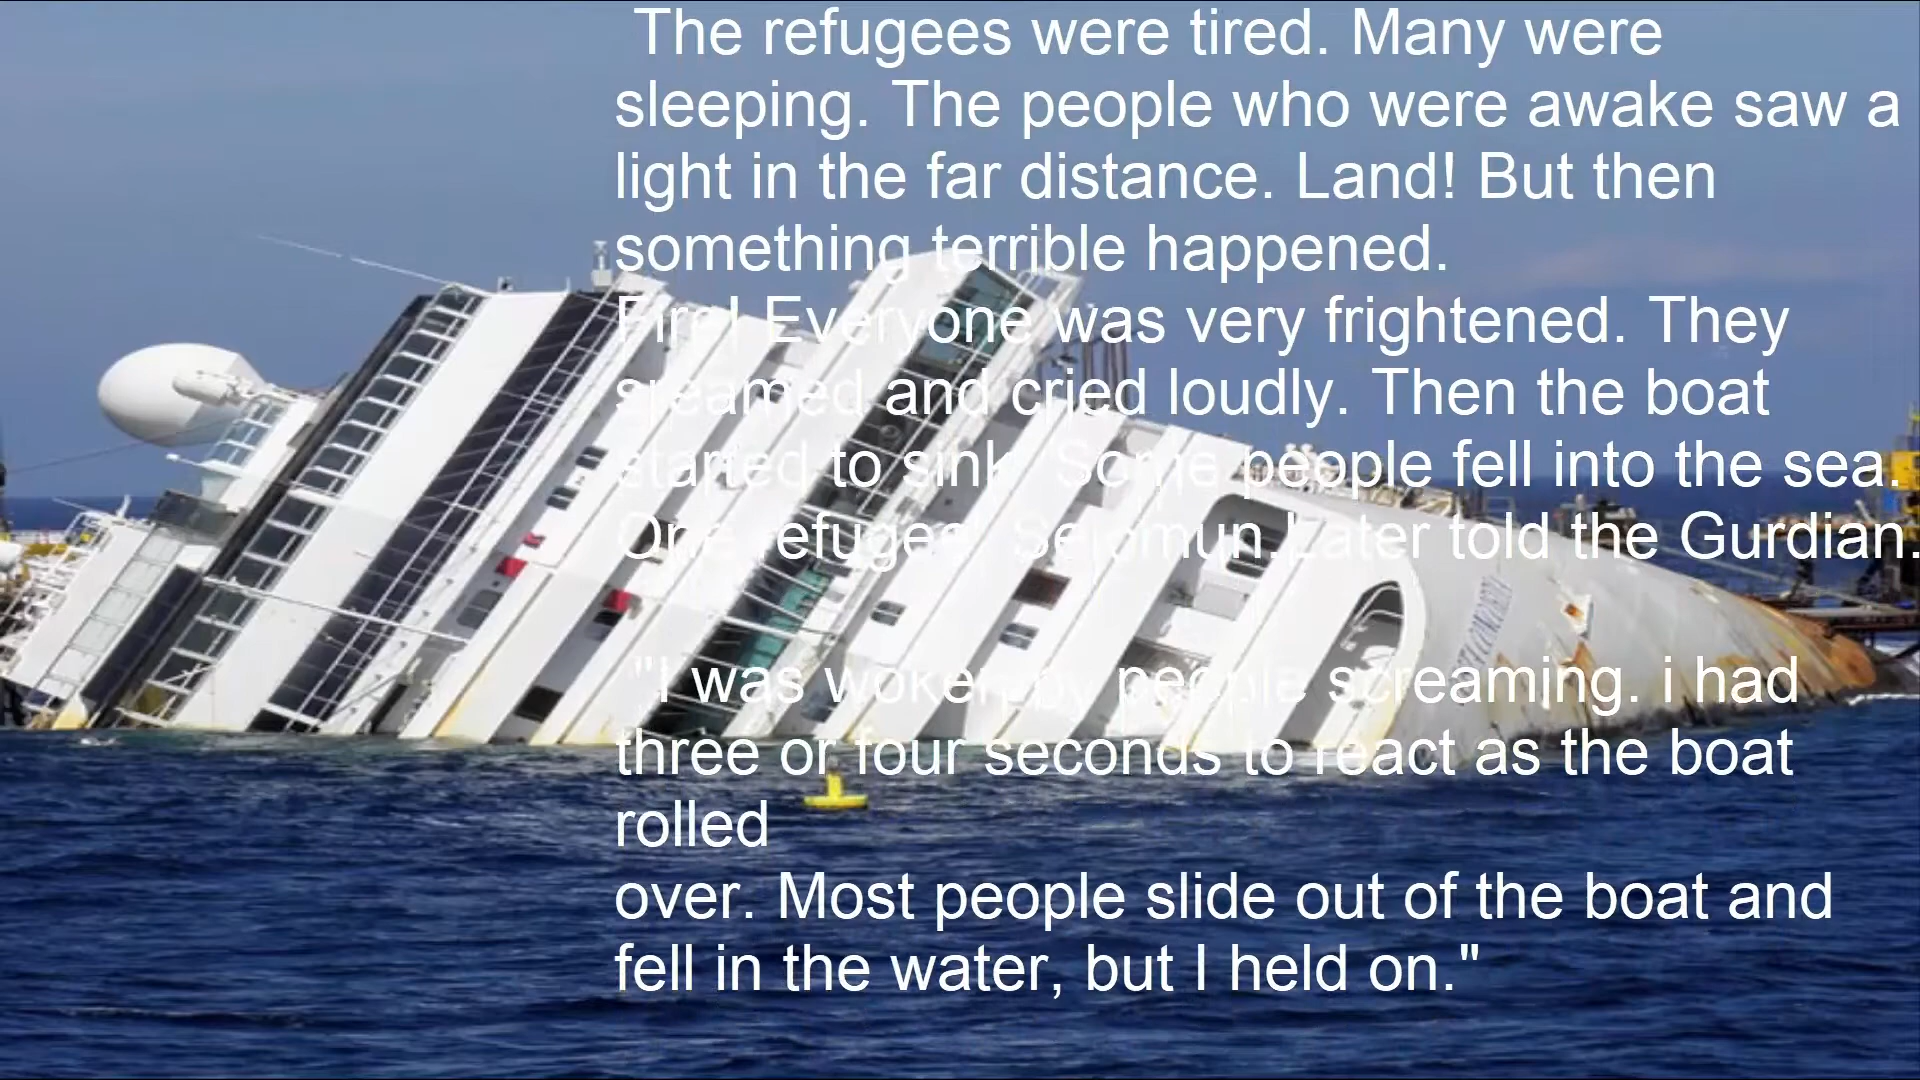 The refugees were tired. Many were
sleeping. The people who were awake saw a
light in the far distance. Land! But then
something terrible happened.
Fire! Everyone was very frightened. They
and cried loudly. Then the boat
started to sink. Some people fell into the sea.
One Later told the Gurdian.
"I was woken by people screaming. i had
three or four seconds to react as the boat
rolled
over. Most people slide out of the boat and
fell in the water, but I held on."